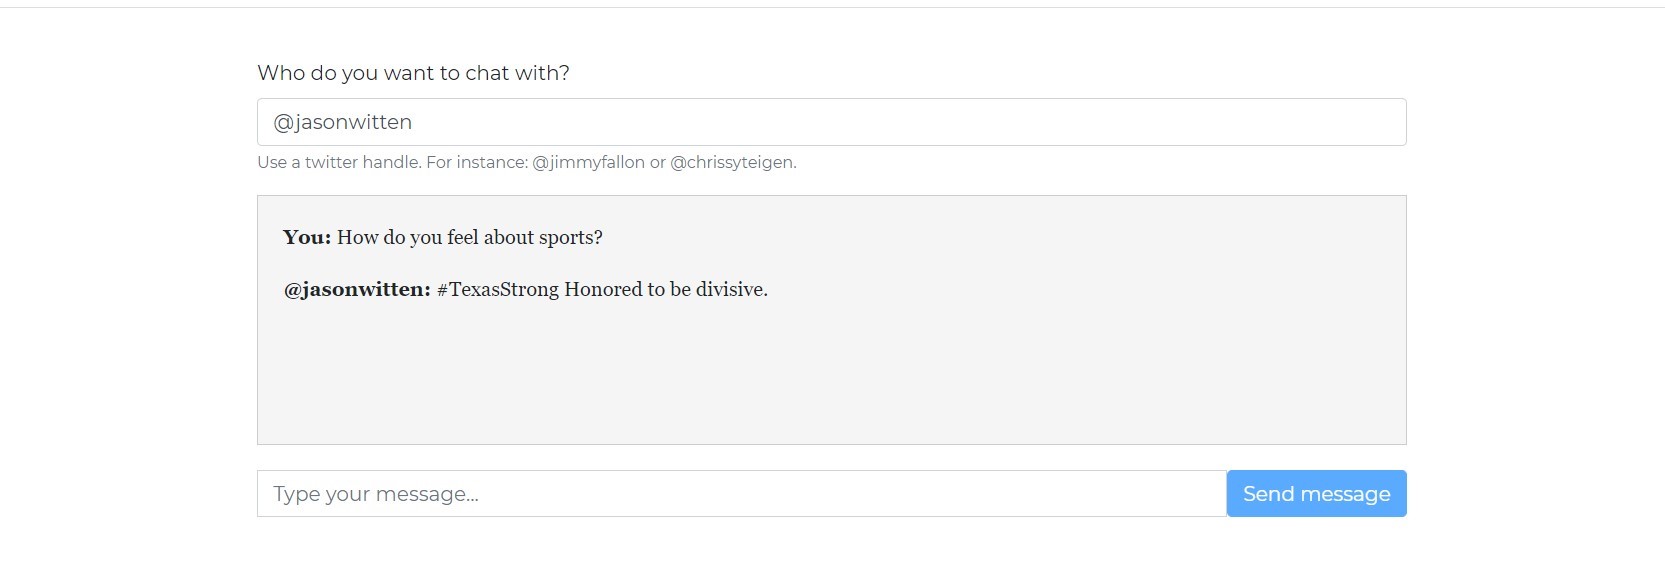 Who do you want to chat with?
@jasonwitten
Use a twitter handle. For instance: @jimmyfallon or @chrissyteigen.
You: How do you feel about sports?
@jasonwitten: #TexasStrong Honored to be divisive.
Type your message...
Send message